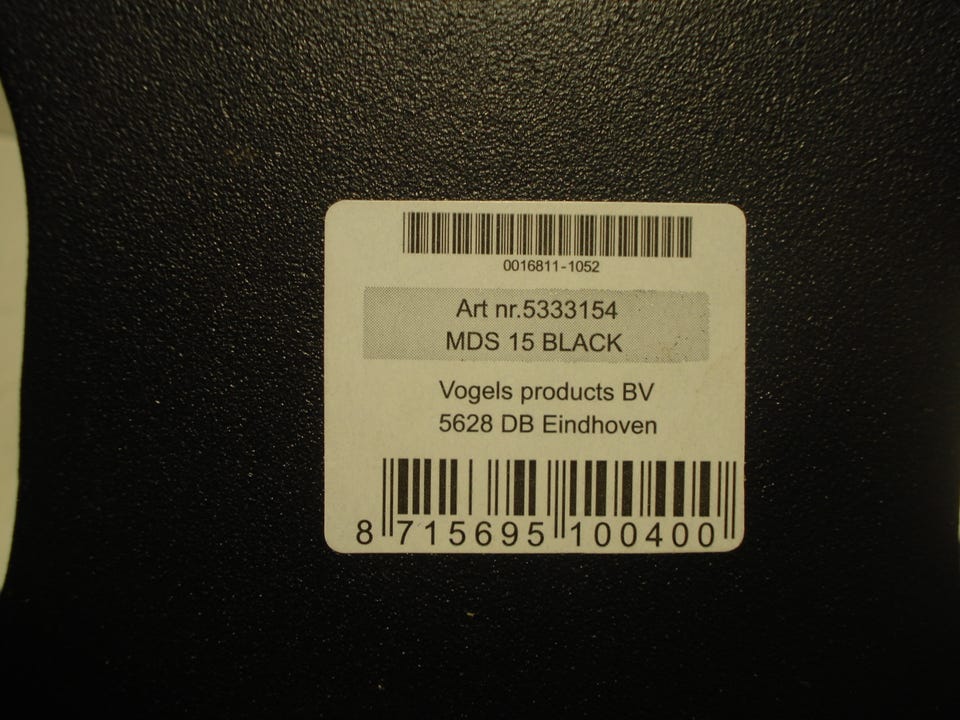 0016811-1052
Art nr.5333154
MDS 15 BLACK
Vogels products BV
5628 DB Eindhoven
8 715695 100400